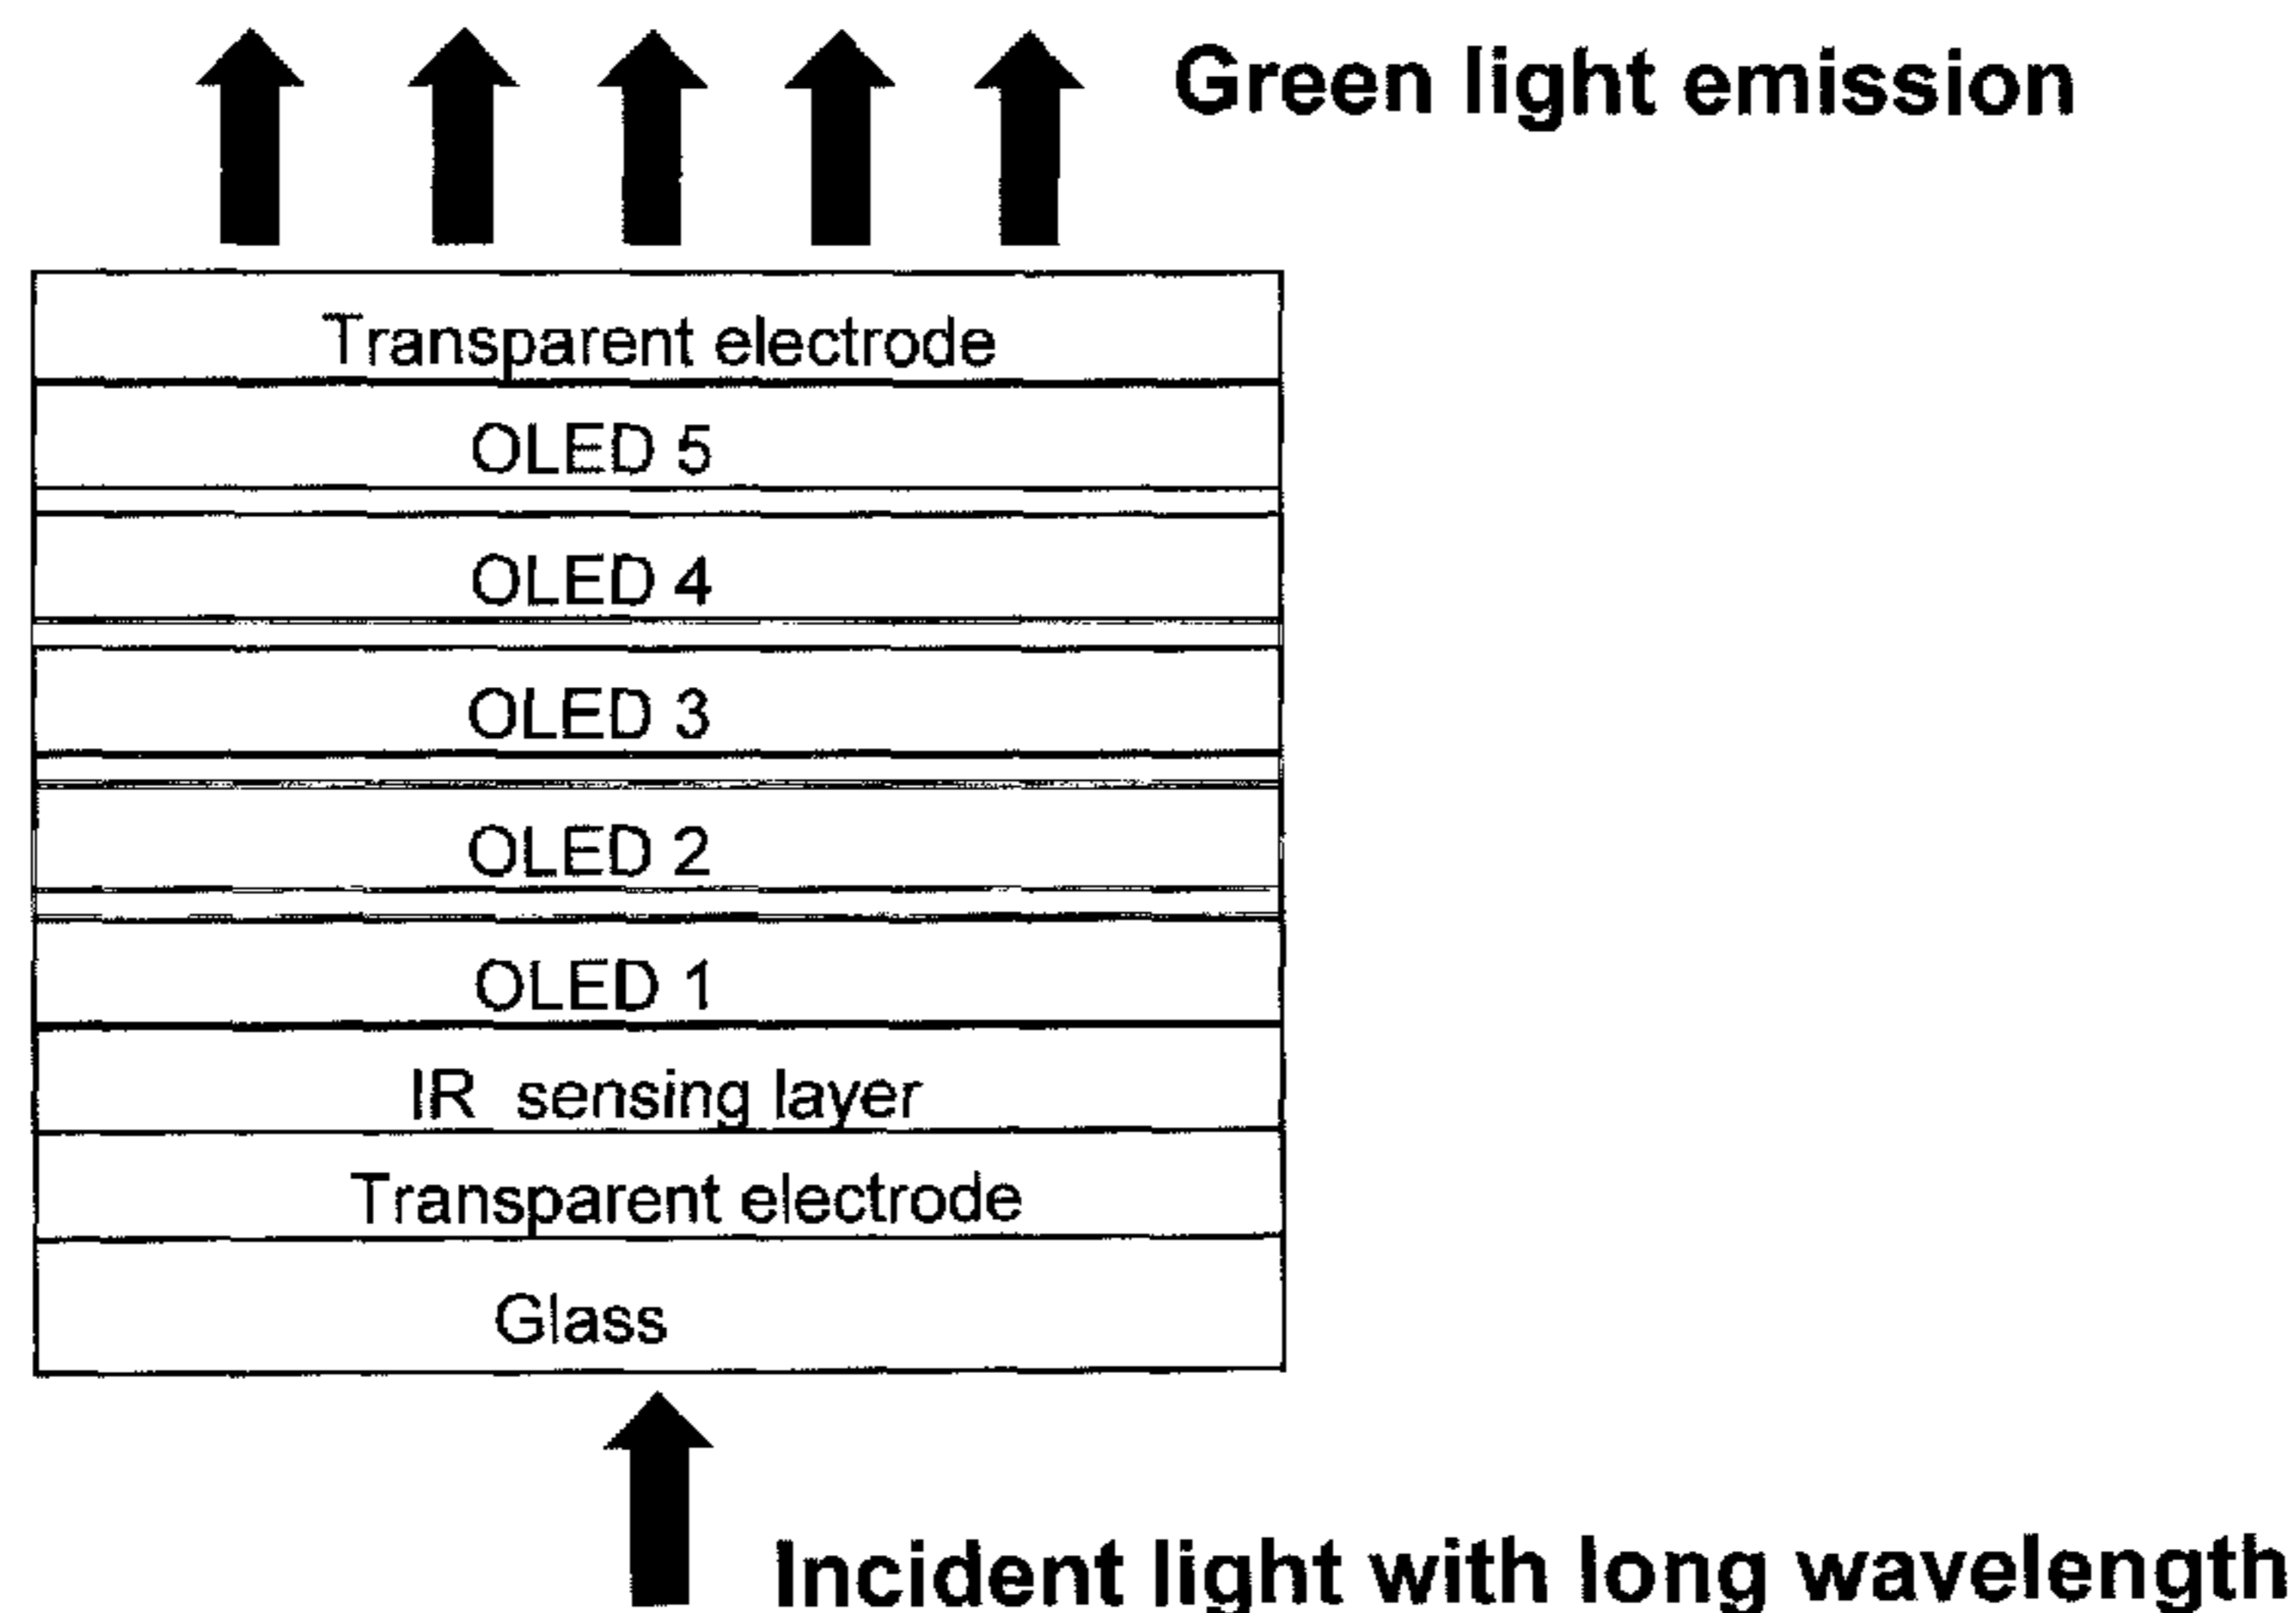 Green light emission
Transparent electrode
OLED 5
OLED 4
OLED 3
OLED 2
OLED 1
IR sensing layer
Transparent electrode
Glass
Incident light with long wavelength